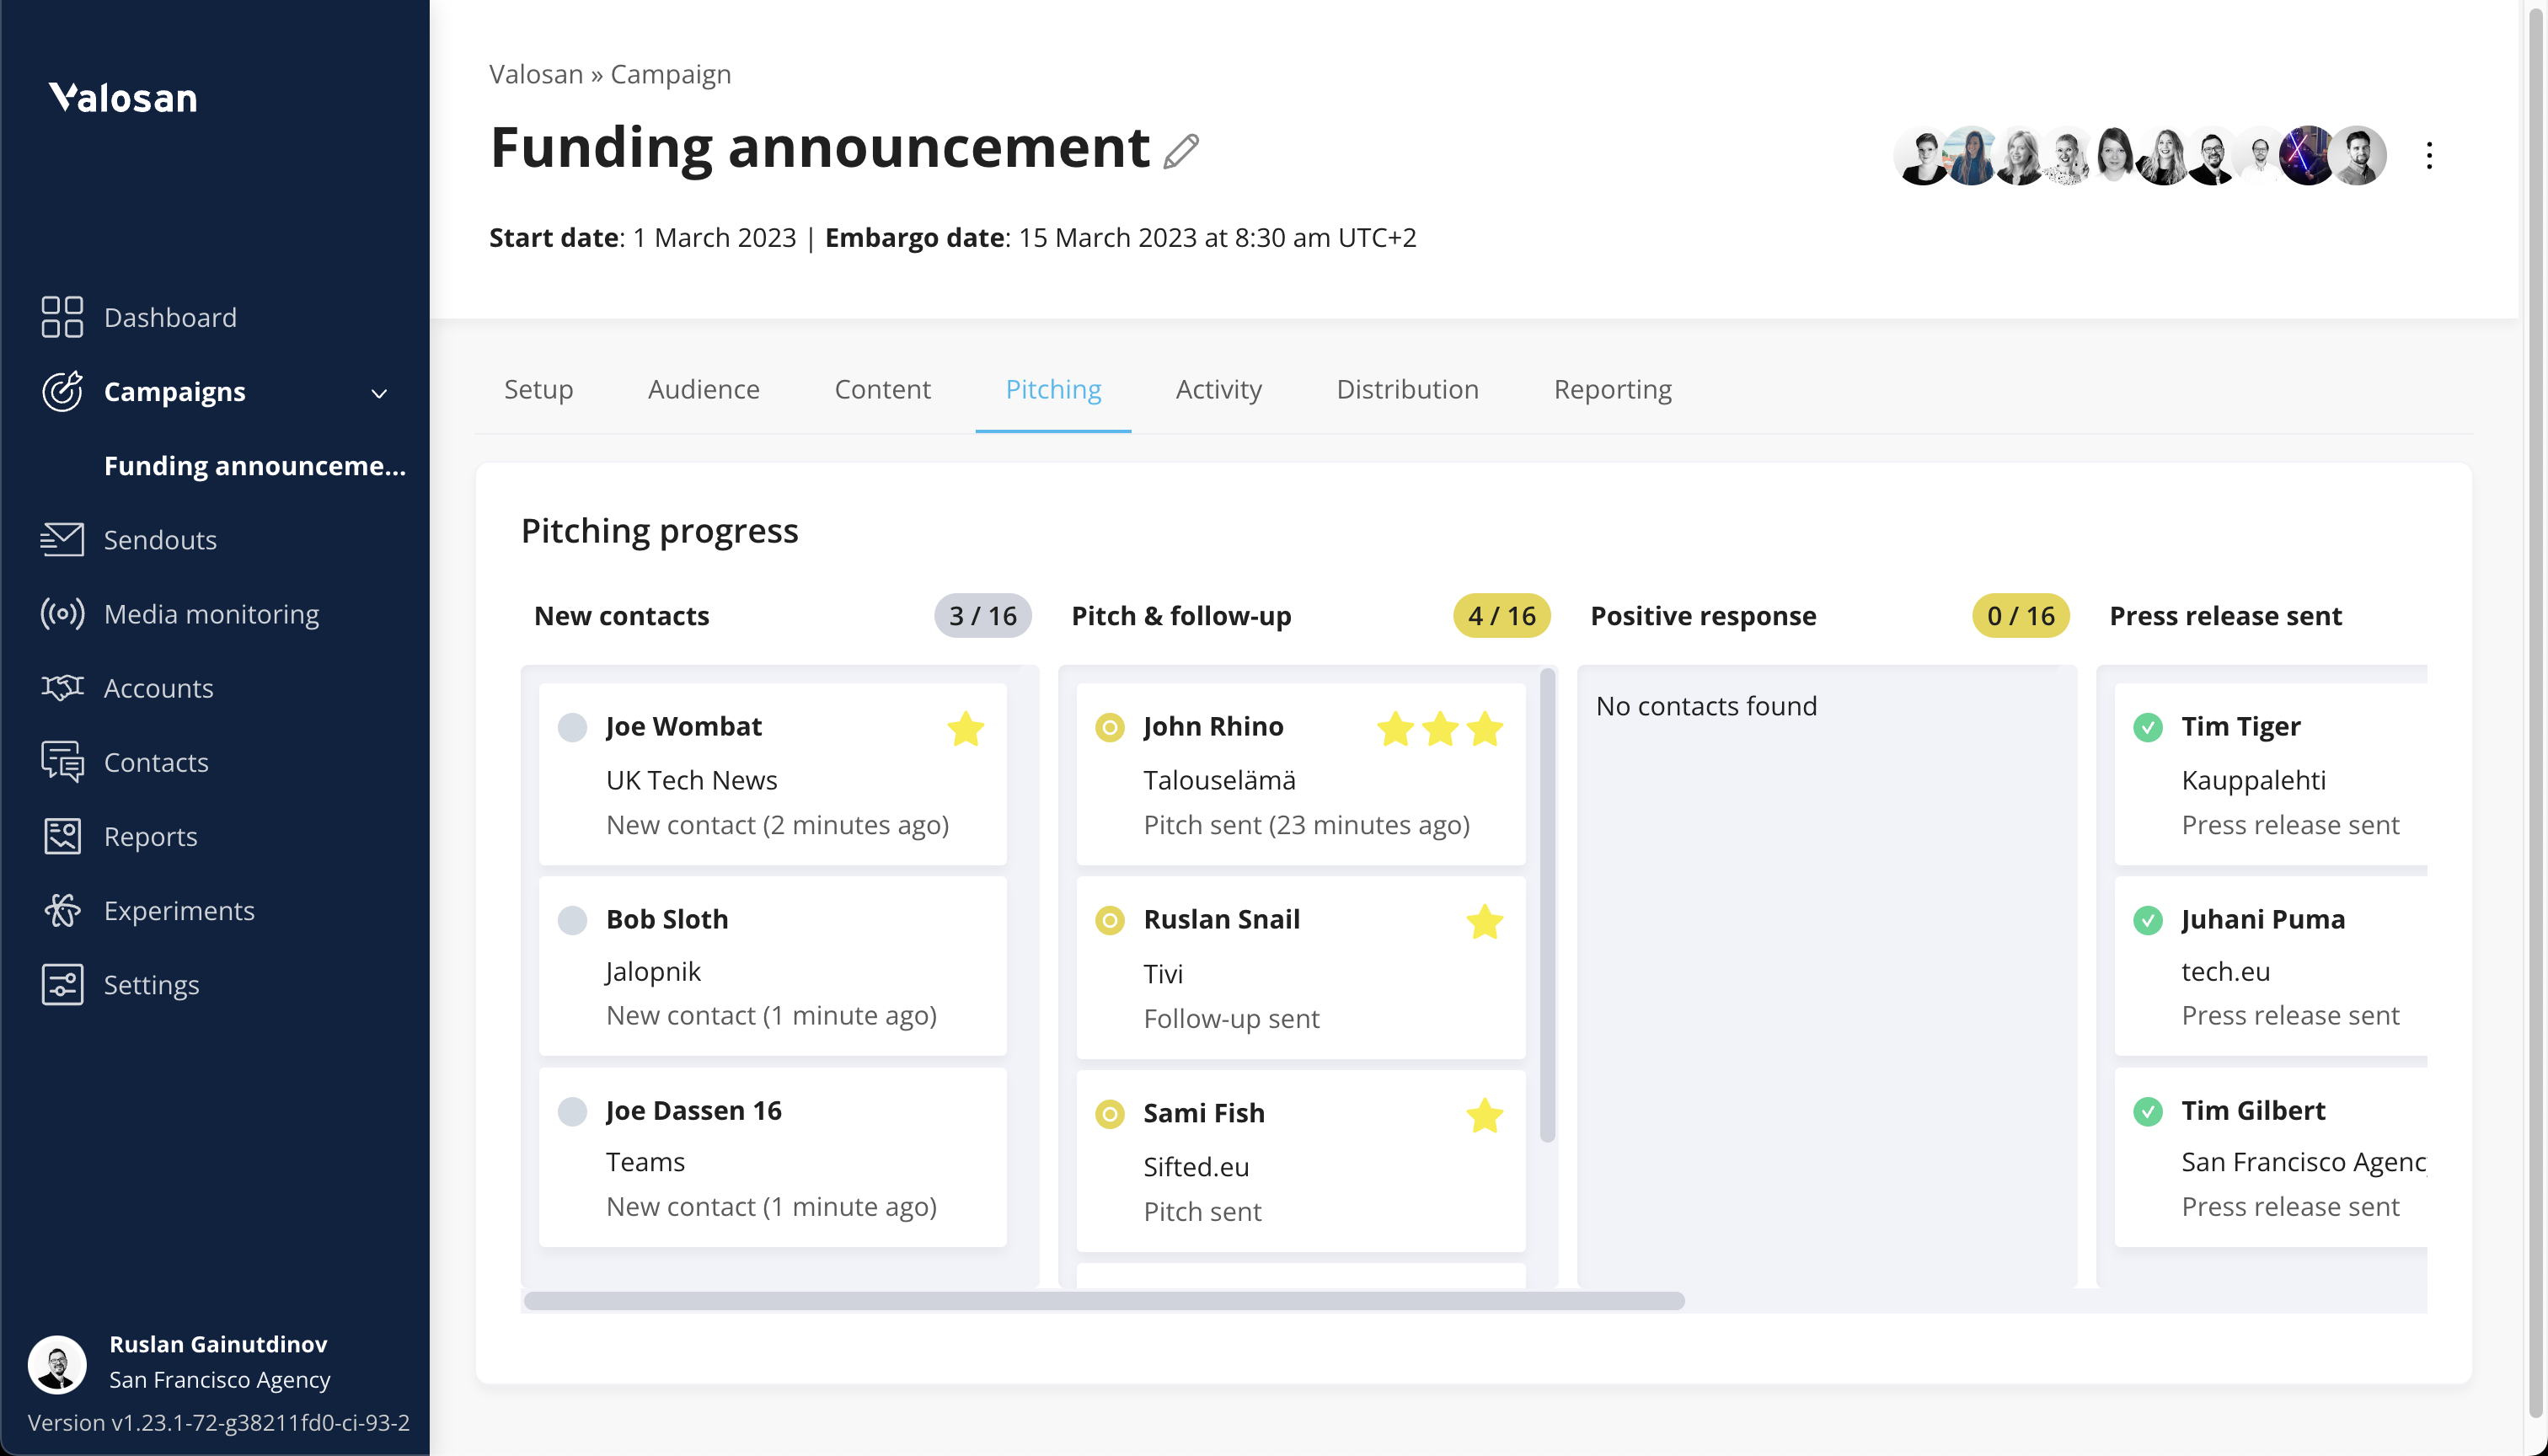 Valosan
Dashboard
Campaigns
Funding announceme...
Sendouts
Media monitoring
Accounts
Contacts
Reports
Experiments
Settings
Ruslan Gainutdinov
San Francisco Agency
Version v1.23.1-72-g38211fd0-ci-93-2
Valosan » Campaign
Funding announcement
Start date: 1 March 2023 | Embargo date: 15 March 2023 at 8:30 am UTC+2
Setup Audience Content Pitching Activity Distribution Reporting
Pitching progress
New contacts 3 / 16
Joe Wombat
UK Tech News
New contact (2 minutes ago)
Bob Sloth
Jalopnik
New contact (1 minute ago)
Joe Dassen 16
Teams
New contact (1 minute ago)
Pitch & follow-up 4 / 16
John Rhino
Talouselämä
Pitch sent (23 minutes ago)
Ruslan Snail
Tivi
Follow-up sent
Sami Fish
Sifted.eu
Pitch sent
Positive response 0 / 16
No contacts found
Press release sent
Tim Tiger
Kauppalehti
Press release sent
Juhani Puma
tech.eu
Press release sent
Tim Gilbert
San Francisco Agenc
Press release sent